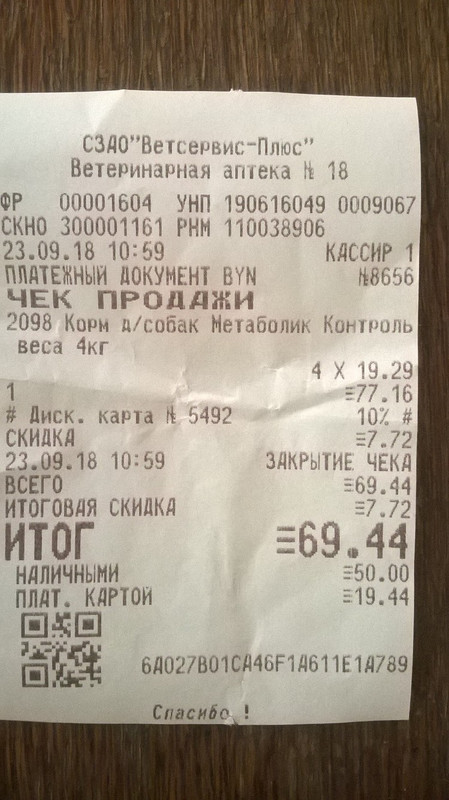 СЗАО"Ветсервис-Плюс"
Ветеринарная аптека № 18
ФР 00001604 УНП 190616049 0009067
СКНО 300001161 РНМ 110038906
23.09.18 10:59 КАССИР 1
ПЛАТЕЖНЫЙ ДОКУМЕНТ BYN №8656
ЧЕК ПРОДАЖИ
2098 Корм д/собак Метаболик Контроль
веса 4кг
4 X 19.29
1 =77.16
# Диск. карта № 5492 10% #
СКИДКА =7.72
23.09.18 10:59 ЗАКРЫТИЕ ЧЕКА
ВСЕГО =69.44
ИТОГОВАЯ СКИДКА =7.72
ИТОГ =69.44
НАЛИЧНЫМИ =50.00
ПЛАТ. КАРТОЙ =19.44
6A027B01CA46F1A611E1A789
Спасибо !